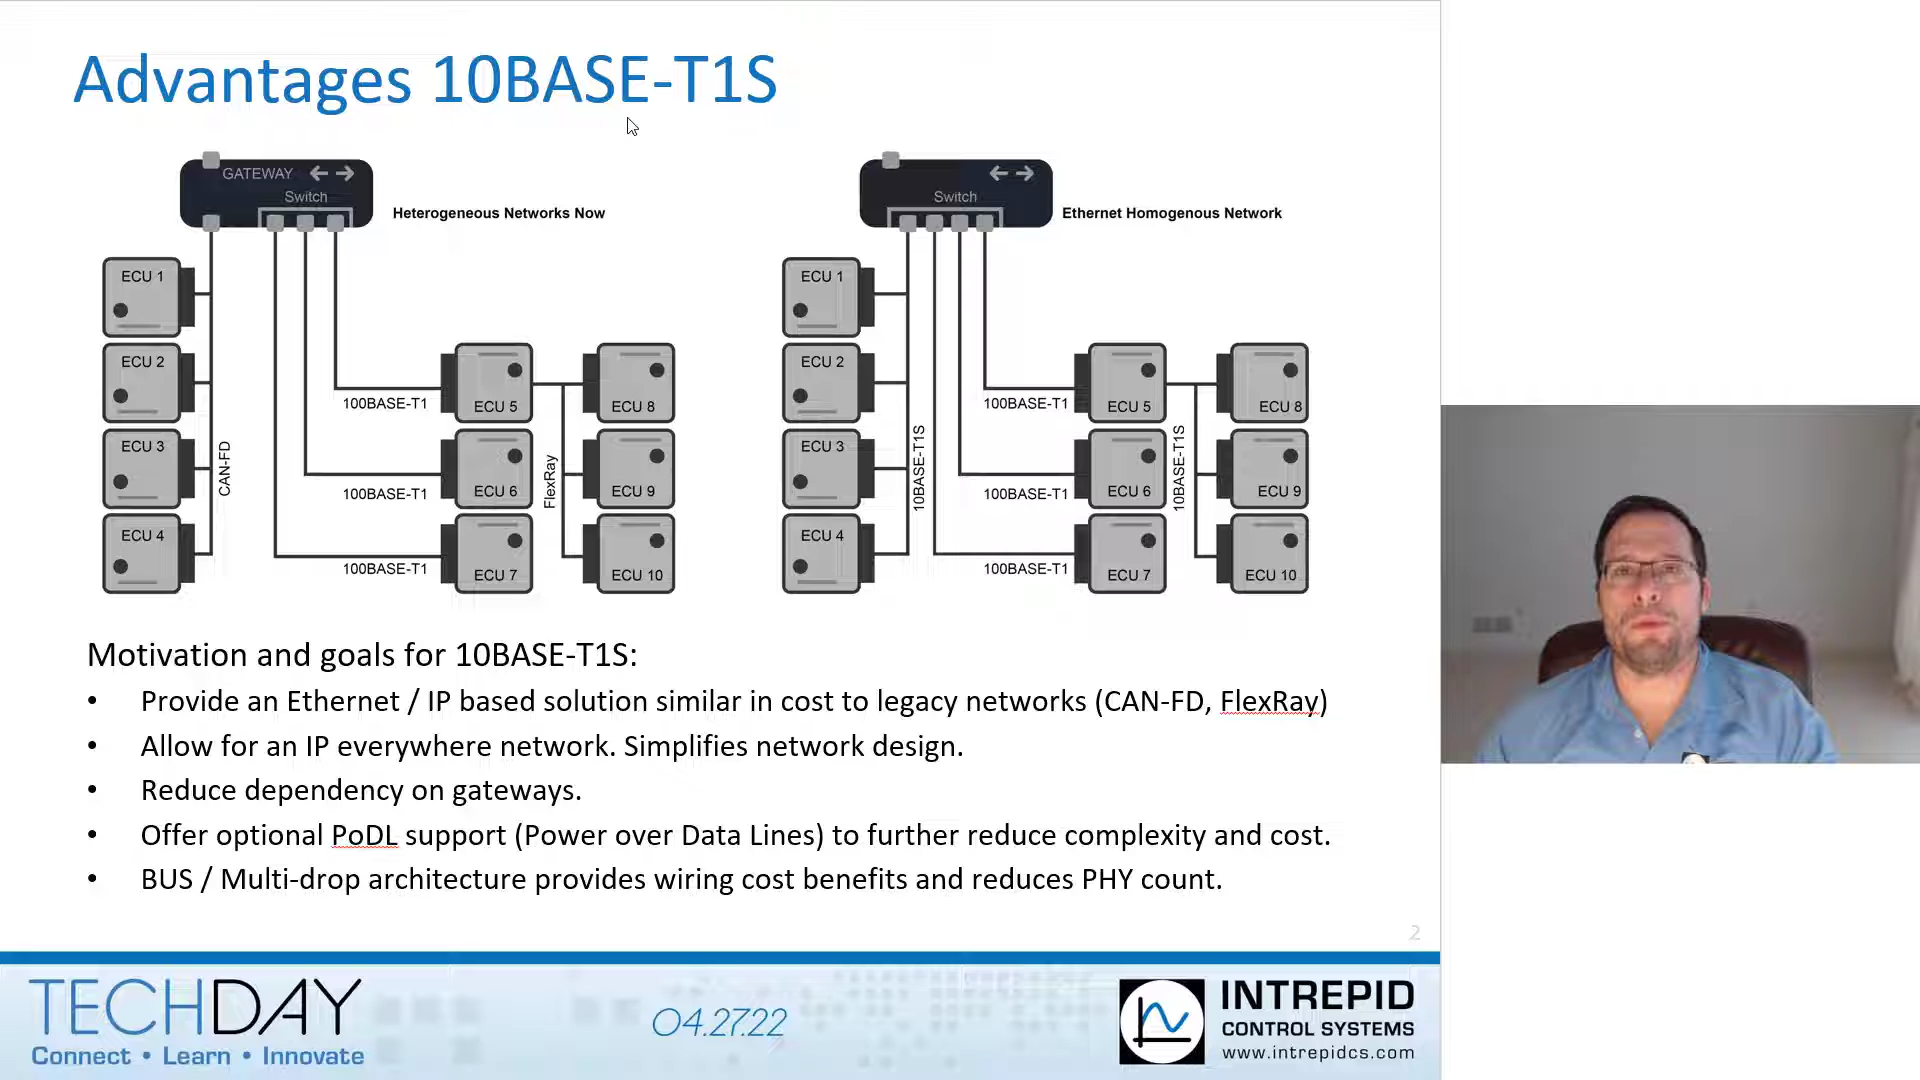 Advantages 10BASE-T1S
GATEWAY
Switch
Heterogeneous Networks Now
ECU 1
ECU 2
ECU 3
ECU 4
CAN-FD
100BASE-T1
100BASE-T1
100BASE-T1
ECU 5
ECU 6
ECU 7
FlexRay
ECU 8
ECU 9
ECU 10
Switch
Ethernet Homogenous Network
ECU 1
ECU 2
ECU 3
ECU 4
10BASE-T1S
100BASE-T1
100BASE-T1
100BASE-T1
ECU 5
ECU 6
ECU 7
10BASE-T1S
ECU 8
ECU 9
ECU 10
Motivation and goals for 10BASE-T1S:
• Provide an Ethernet / IP based solution similar in cost to legacy networks (CAN-FD, FlexRay)
• Allow for an IP everywhere network. Simplifies network design.
• Reduce dependency on gateways.
• Offer optional PoDL support (Power over Data Lines) to further reduce complexity and cost.
• BUS / Multi-drop architecture provides wiring cost benefits and reduces PHY count.
2
TECHDAY
Connect • Learn • Innovate
04.27.22
INTREPID
CONTROL SYSTEMS
www.intrepidcs.com